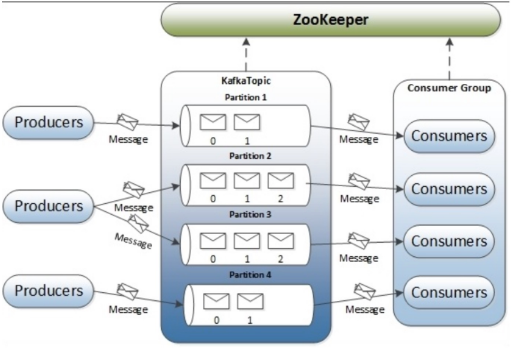 ZooKeeper
KafkaTopic
Consumer Group
Partition 1
Producers
Message
0 1
Message
Consumers
Partition 2
Producers
Message
Message
0 1 2
Message
Consumers
Partition 3
0 1 2
Message
Consumers
Partition 4
Producers
Message
0 1
Message
Consumers